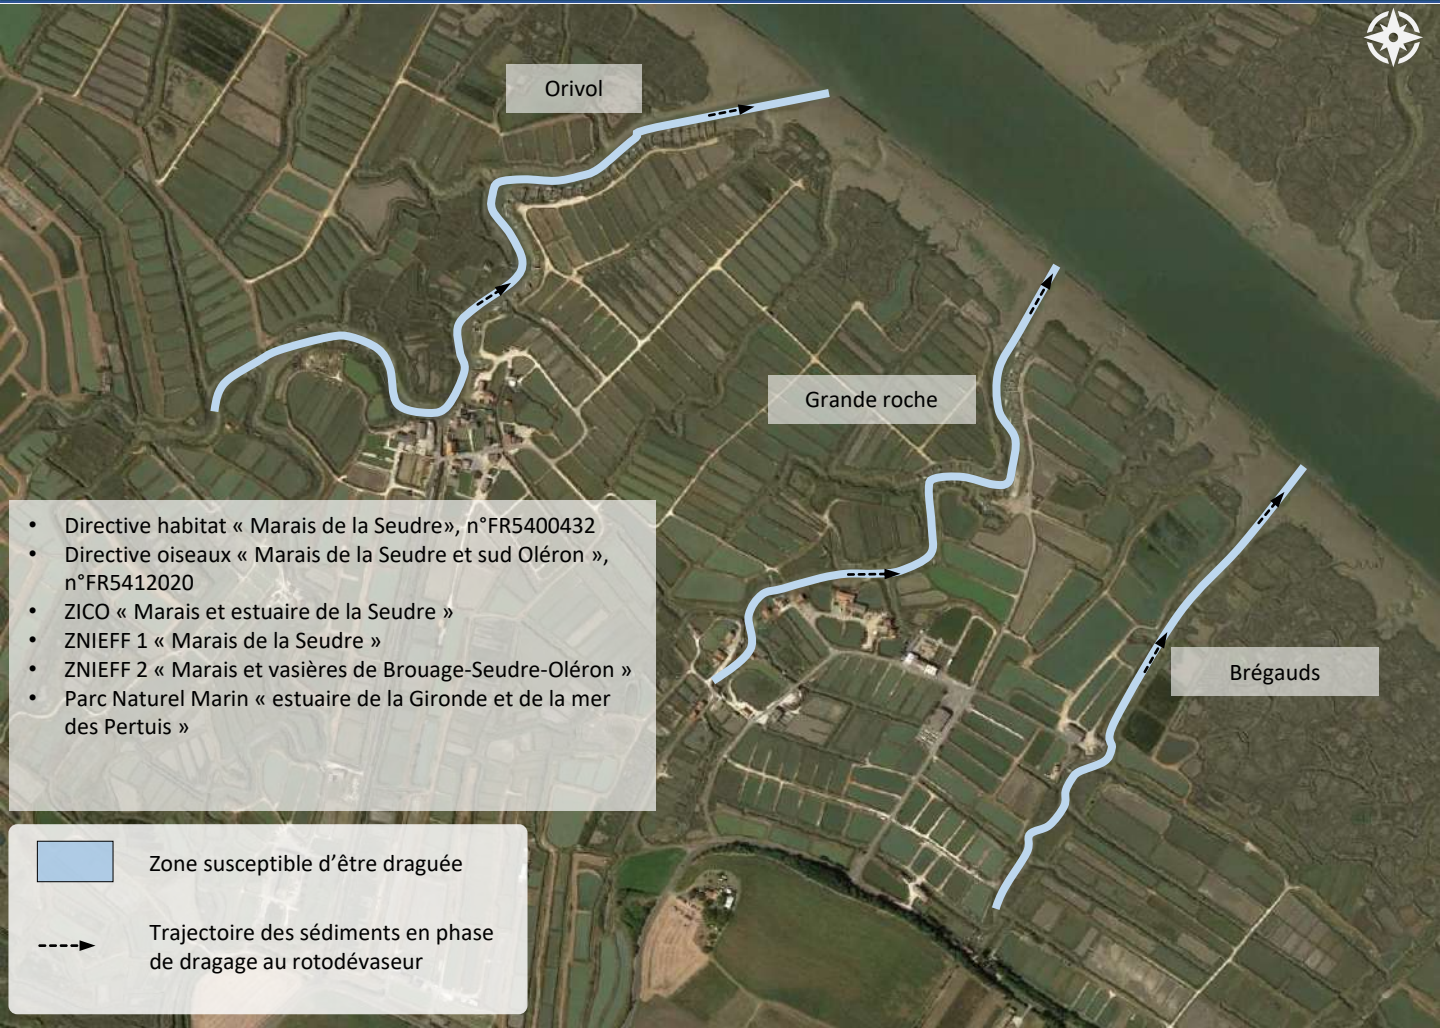 Orivol
Grande roche
Brégauds
• Directive habitat « Marais de la Seudre», n°FR5400432
• Directive oiseaux « Marais de la Seudre et sud Oléron »,
n°FR5412020
• ZICO « Marais et estuaire de la Seudre »
• ZNIEFF 1 « Marais de la Seudre »
• ZNIEFF 2 « Marais et vasières de Brouage-Seudre-Oléron »
• Parc Naturel Marin « estuaire de la Gironde et de la mer
des Pertuis »
Zone susceptible d'être draguée
Trajectoire des sédiments en phase
de dragage au rotodévaseur